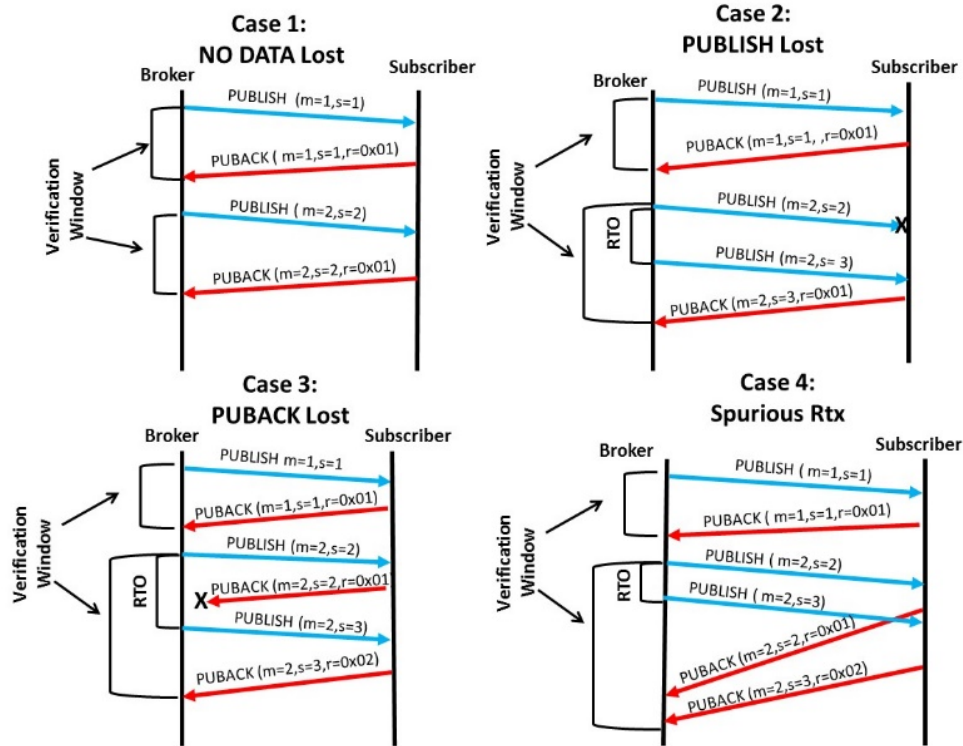 Case 1:
NO DATA Lost
Broker
Subscriber
PUBLISH (m=1,s=1)
PUBACK ( m=1,s=1,r=0x01)
PUBLISH ( m=2,s=2)
PUBACK (m=2,s=2,r=0x01)
Verification
Window
Case 2:
PUBLISH Lost
Broker
Subscriber
PUBLISH (m=1,s=1)
PUBACK (m=1,s=1, ,r=0x01)
PUBLISH (m=2,s=2)
X
RTO
PUBLISH (m=2,s= 3)
PUBACK (m=2,s=3,r=0x01)
Verification
Window
Case 3:
PUBACK Lost
Broker
Subscriber
PUBLISH m=1,s=1
PUBACK (m=1,s=1,r=0x01)
PUBLISH (m=2,s=2)
RTO
X
PUBACK (m=2,s=2,r=0x01
PUBLISH (m=2,s=3)
PUBACK (m=2,s=3,r=0x02)
Verification
Window
Case 4:
Spurious Rtx
Broker
Subscriber
PUBLISH ( m=1,s=1)
PUBACK ( m=1,s=1,r=0x01)
PUBLISH ( m=2,s=2)
RTO
PUBLISH (m=2,s=3)
PUBACK (m=2,s=2,r=0x01)
PUBACK (m=2,s=3,r=0x02)
Verification
Window